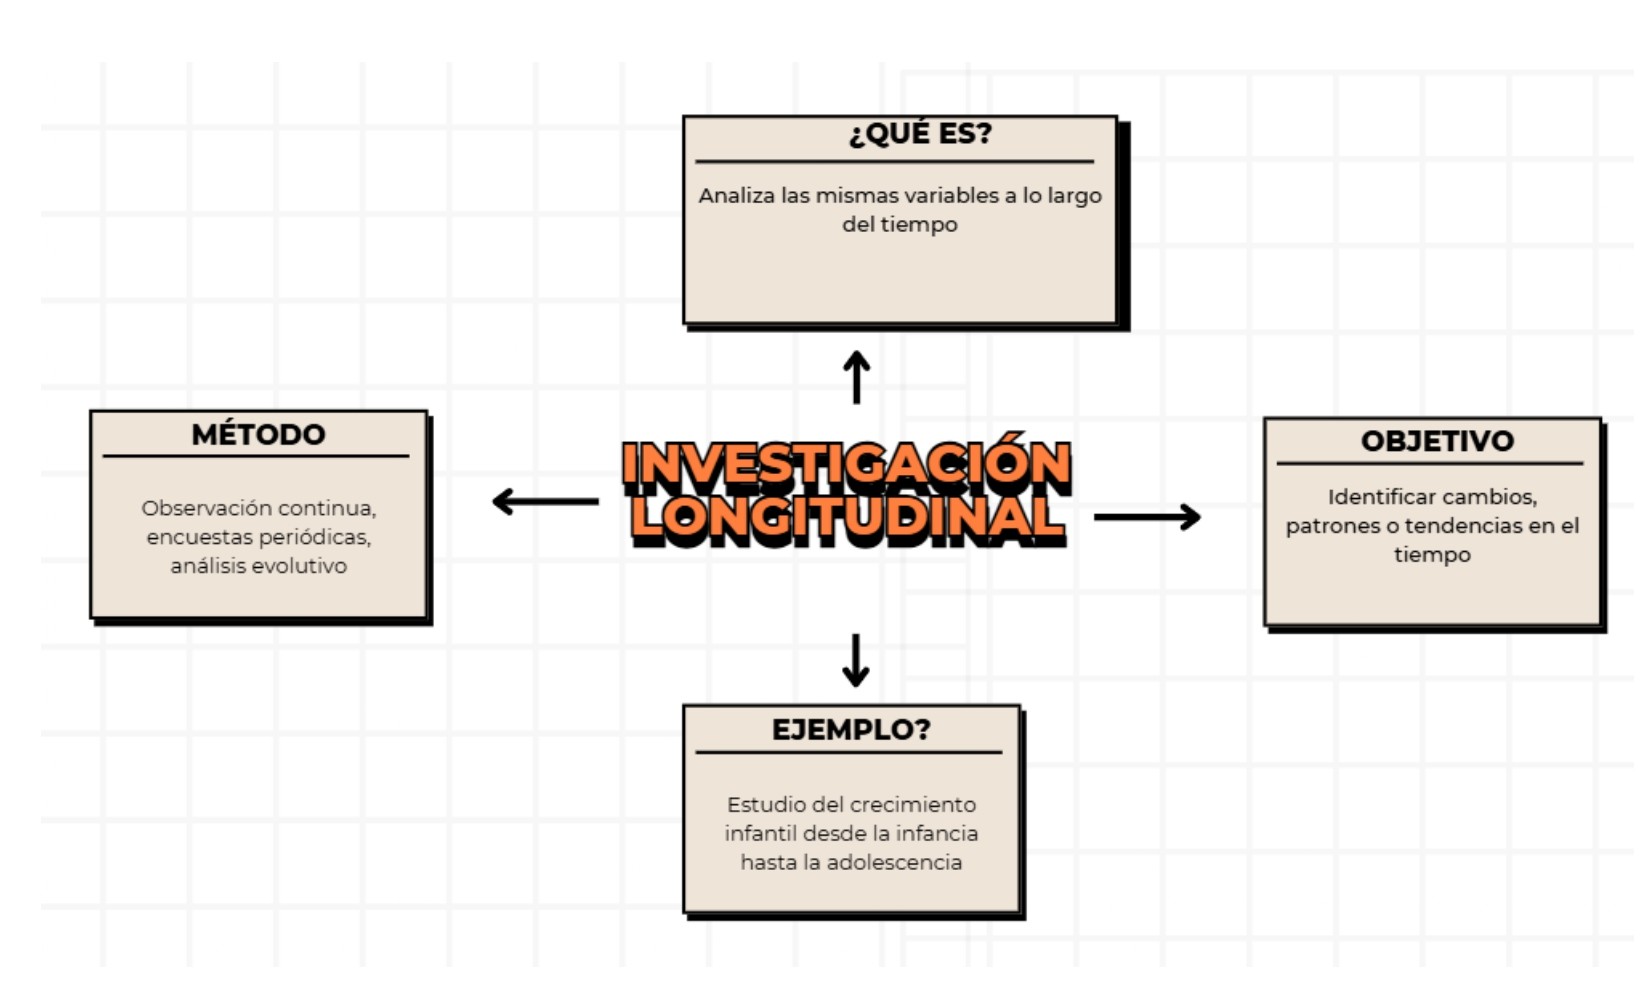 ¿QUÉ ES?
Analiza las mismas variables a lo largo
del tiempo
MÉTODO
Observación continua,
encuestas periódicas,
análisis evolutivo
INVESTIGACIÓN
LONGITUDINAL
OBJETIVO
Identificar cambios,
patrones o tendencias en el
tiempo
EJEMPLO?
Estudio del crecimiento
infantil desde la infancia
hasta la adolescencia